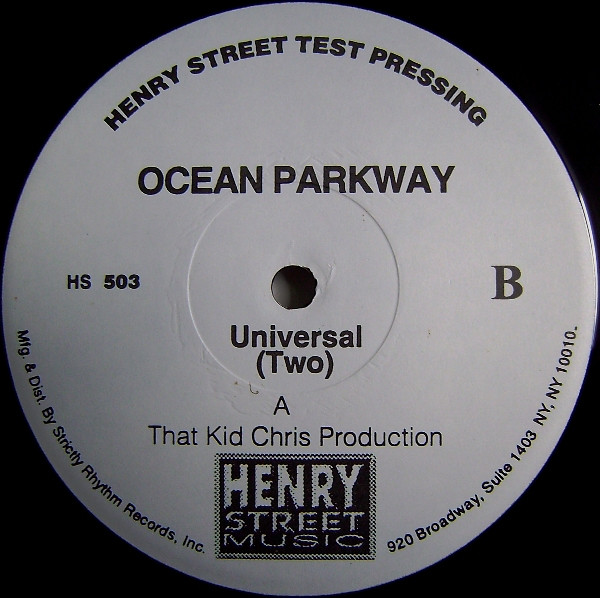 HENRY STREET TEST PRESSING
OCEAN PARKWAY
HS 503
B
Universal
(Two)
A
That Kid Chris Production
HENRY
STREET
MUSIC
Mfg. & Dist. By Strictly Rhythm Records, Inc.
920 Broadway, Suite 1403 NY, NY 10010.